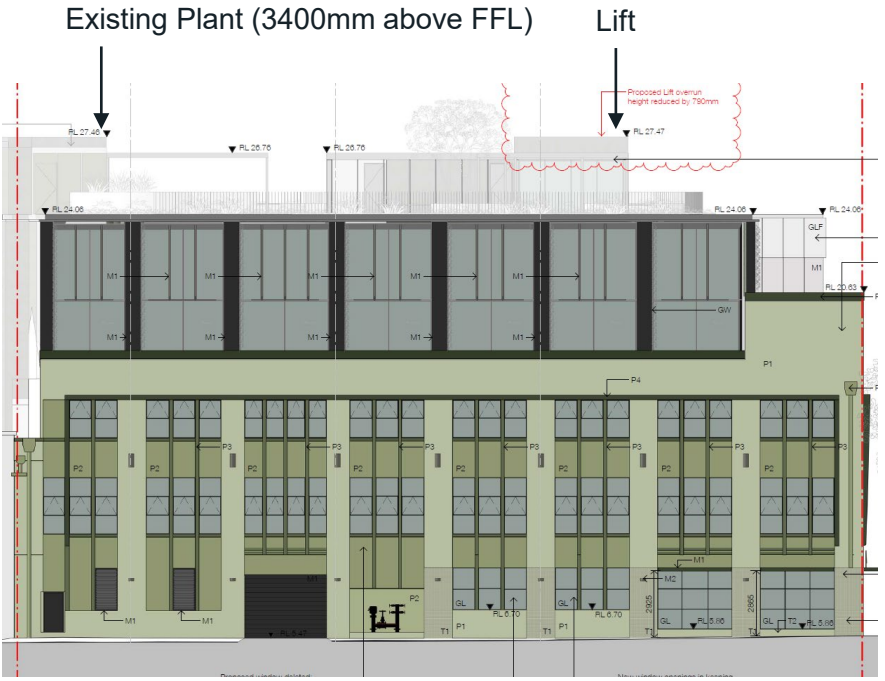 Existing Plant (3400mm above FFL)
Lift
Proposed Lift overrun
height reduced by 790mm
RL 27.46
RL 27.47
RL 26.76
RL 26.76
RL 24.06
RL 24.06
RL 24.06
GLF
M1
RL 20.63
M1
M1
M1
M1
M1
GW
M1
M1
M1
M1
M1
P1
P4
P3
P3
P3
P3
P3
P3
P3
P2
P2
P2
P2
P2
P2
P2
P2
M1
M1
M2
P2
GL
GL
2925
2865
RL 6.70
RL 6.70
GL
RL 5.86
GL
T2
RL 5.86
M1
M1
P1
P1
T1
T1
T1
T1
RL 5.41
Proposed window deleted
New window openings in keeping